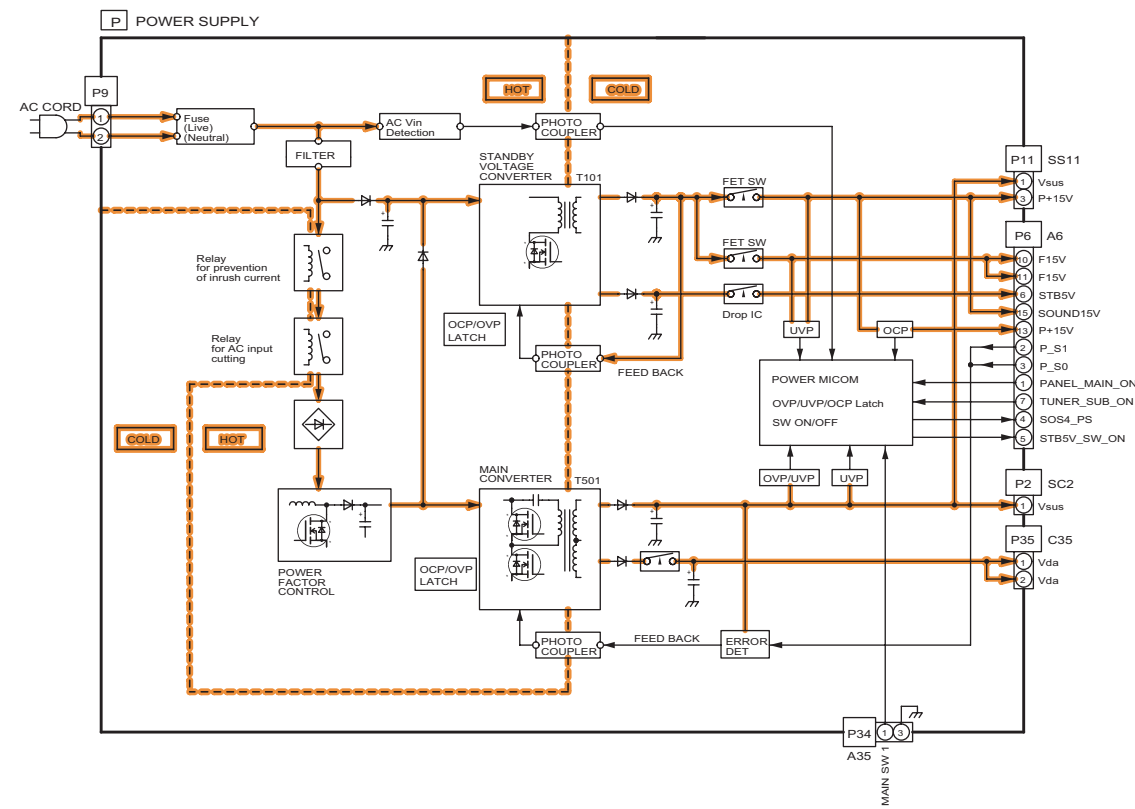 P POWER SUPPLY
P9
AC CORD
1
2
Fuse
(Live)
(Neutral)
FILTER
AC Vin
Detection
HOT
COLD
PHOTO
COUPLER
STANDBY
VOLTAGE
CONVERTER
T101
FET SW
FET SW
Drop IC
P11 SS11
1 Vsus
3 P+15V
P6 A6
10 F15V
11 F15V
6 STB5V
15 SOUND15V
13 P+15V
2 P_S1
3 P_S0
1 PANEL_MAIN_ON
7 TUNER_SUB_ON
4 SOS4_PS
5 STB5V_SW_ON
Relay
for prevention
of inrush current
Relay
for AC input
cutting
OCP/OVP
LATCH
PHOTO
COUPLER
FEED BACK
UVP
OCP
POWER MICOM
OVP/UVP/OCP Latch
SW ON/OFF
OVP/UVP
UVP
COLD
HOT
MAIN
CONVERTER
T501
P2 SC2
1 Vsus
P35 C35
1 Vda
2 Vda
POWER
FACTOR
CONTROL
OCP/OVP
LATCH
PHOTO
COUPLER
FEED BACK
ERROR
DET
P34
1 3
A35
MAIN SW 1